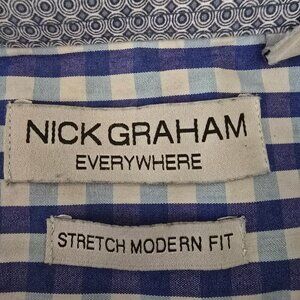 NICK GRAHAM
EVERYWHERE
STRETCH MODERN FIT